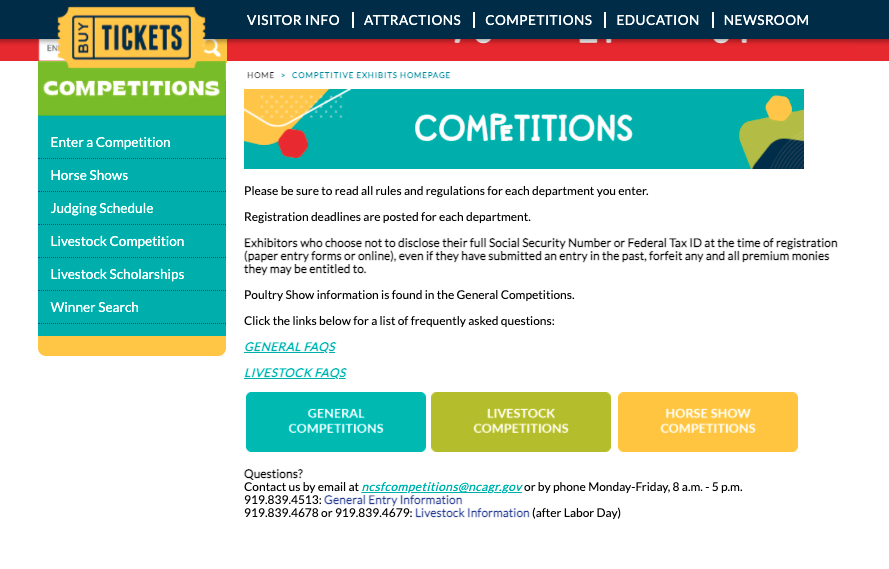 VISITOR INFO | ATTRACTIONS | COMPETITIONS | EDUCATION | NEWSROOM
BUY TICKETS
COMPETITIONS
Enter a Competition
Horse Shows
Judging Schedule
Livestock Competition
Livestock Scholarships
Winner Search
HOME > COMPETITIVE EXHIBITS HOMEPAGE
COMPETITIONS
Please be sure to read all rules and regulations for each department you enter.
Registration deadlines are posted for each department.
Exhibitors who choose not to disclose their full Social Security Number or Federal Tax ID at the time of registration
(paper entry forms or online), even if they have submitted an entry in the past, forfeit any and all premium monies
they may be entitled to.
Poultry Show information is found in the General Competitions.
Click the links below for a list of frequently asked questions:
GENERAL FAQS
LIVESTOCK FAQS
GENERAL
COMPETITIONS
LIVESTOCK
COMPETITIONS
HORSE SHOW
COMPETITIONS
Questions?
Contact us by email at ncsfcompetitions@ncagr.gov or by phone Monday-Friday, 8 a.m. - 5 p.m.
919.839.4513: General Entry Information
919.839.4678 or 919.839.4679: Livestock Information (after Labor Day)